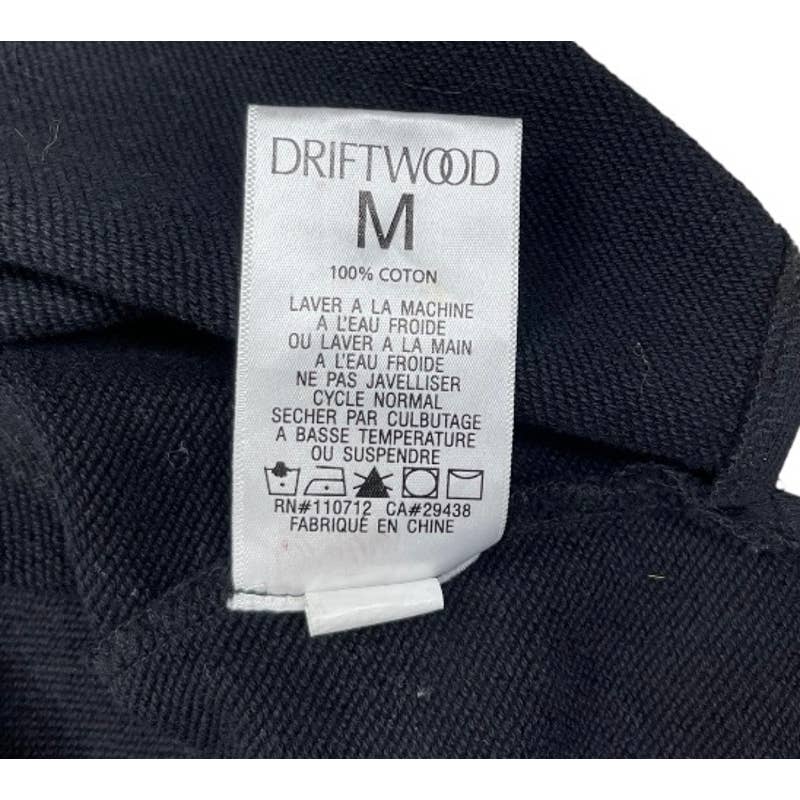 DRIFTWOOD
M
100% COTON
LAVER A LA MACHINE
A L'EAU FROIDE
OU LAVER A LA MAIN
A L'EAU FROIDE
NE PAS JAVELLISER
CYCLE NORMAL
SECHER PAR CULBUTAGE
A BASSE TEMPERATURE
OU SUSPENDRE
RN#110712 CA#29438
FABRIQUÉ EN CHINE